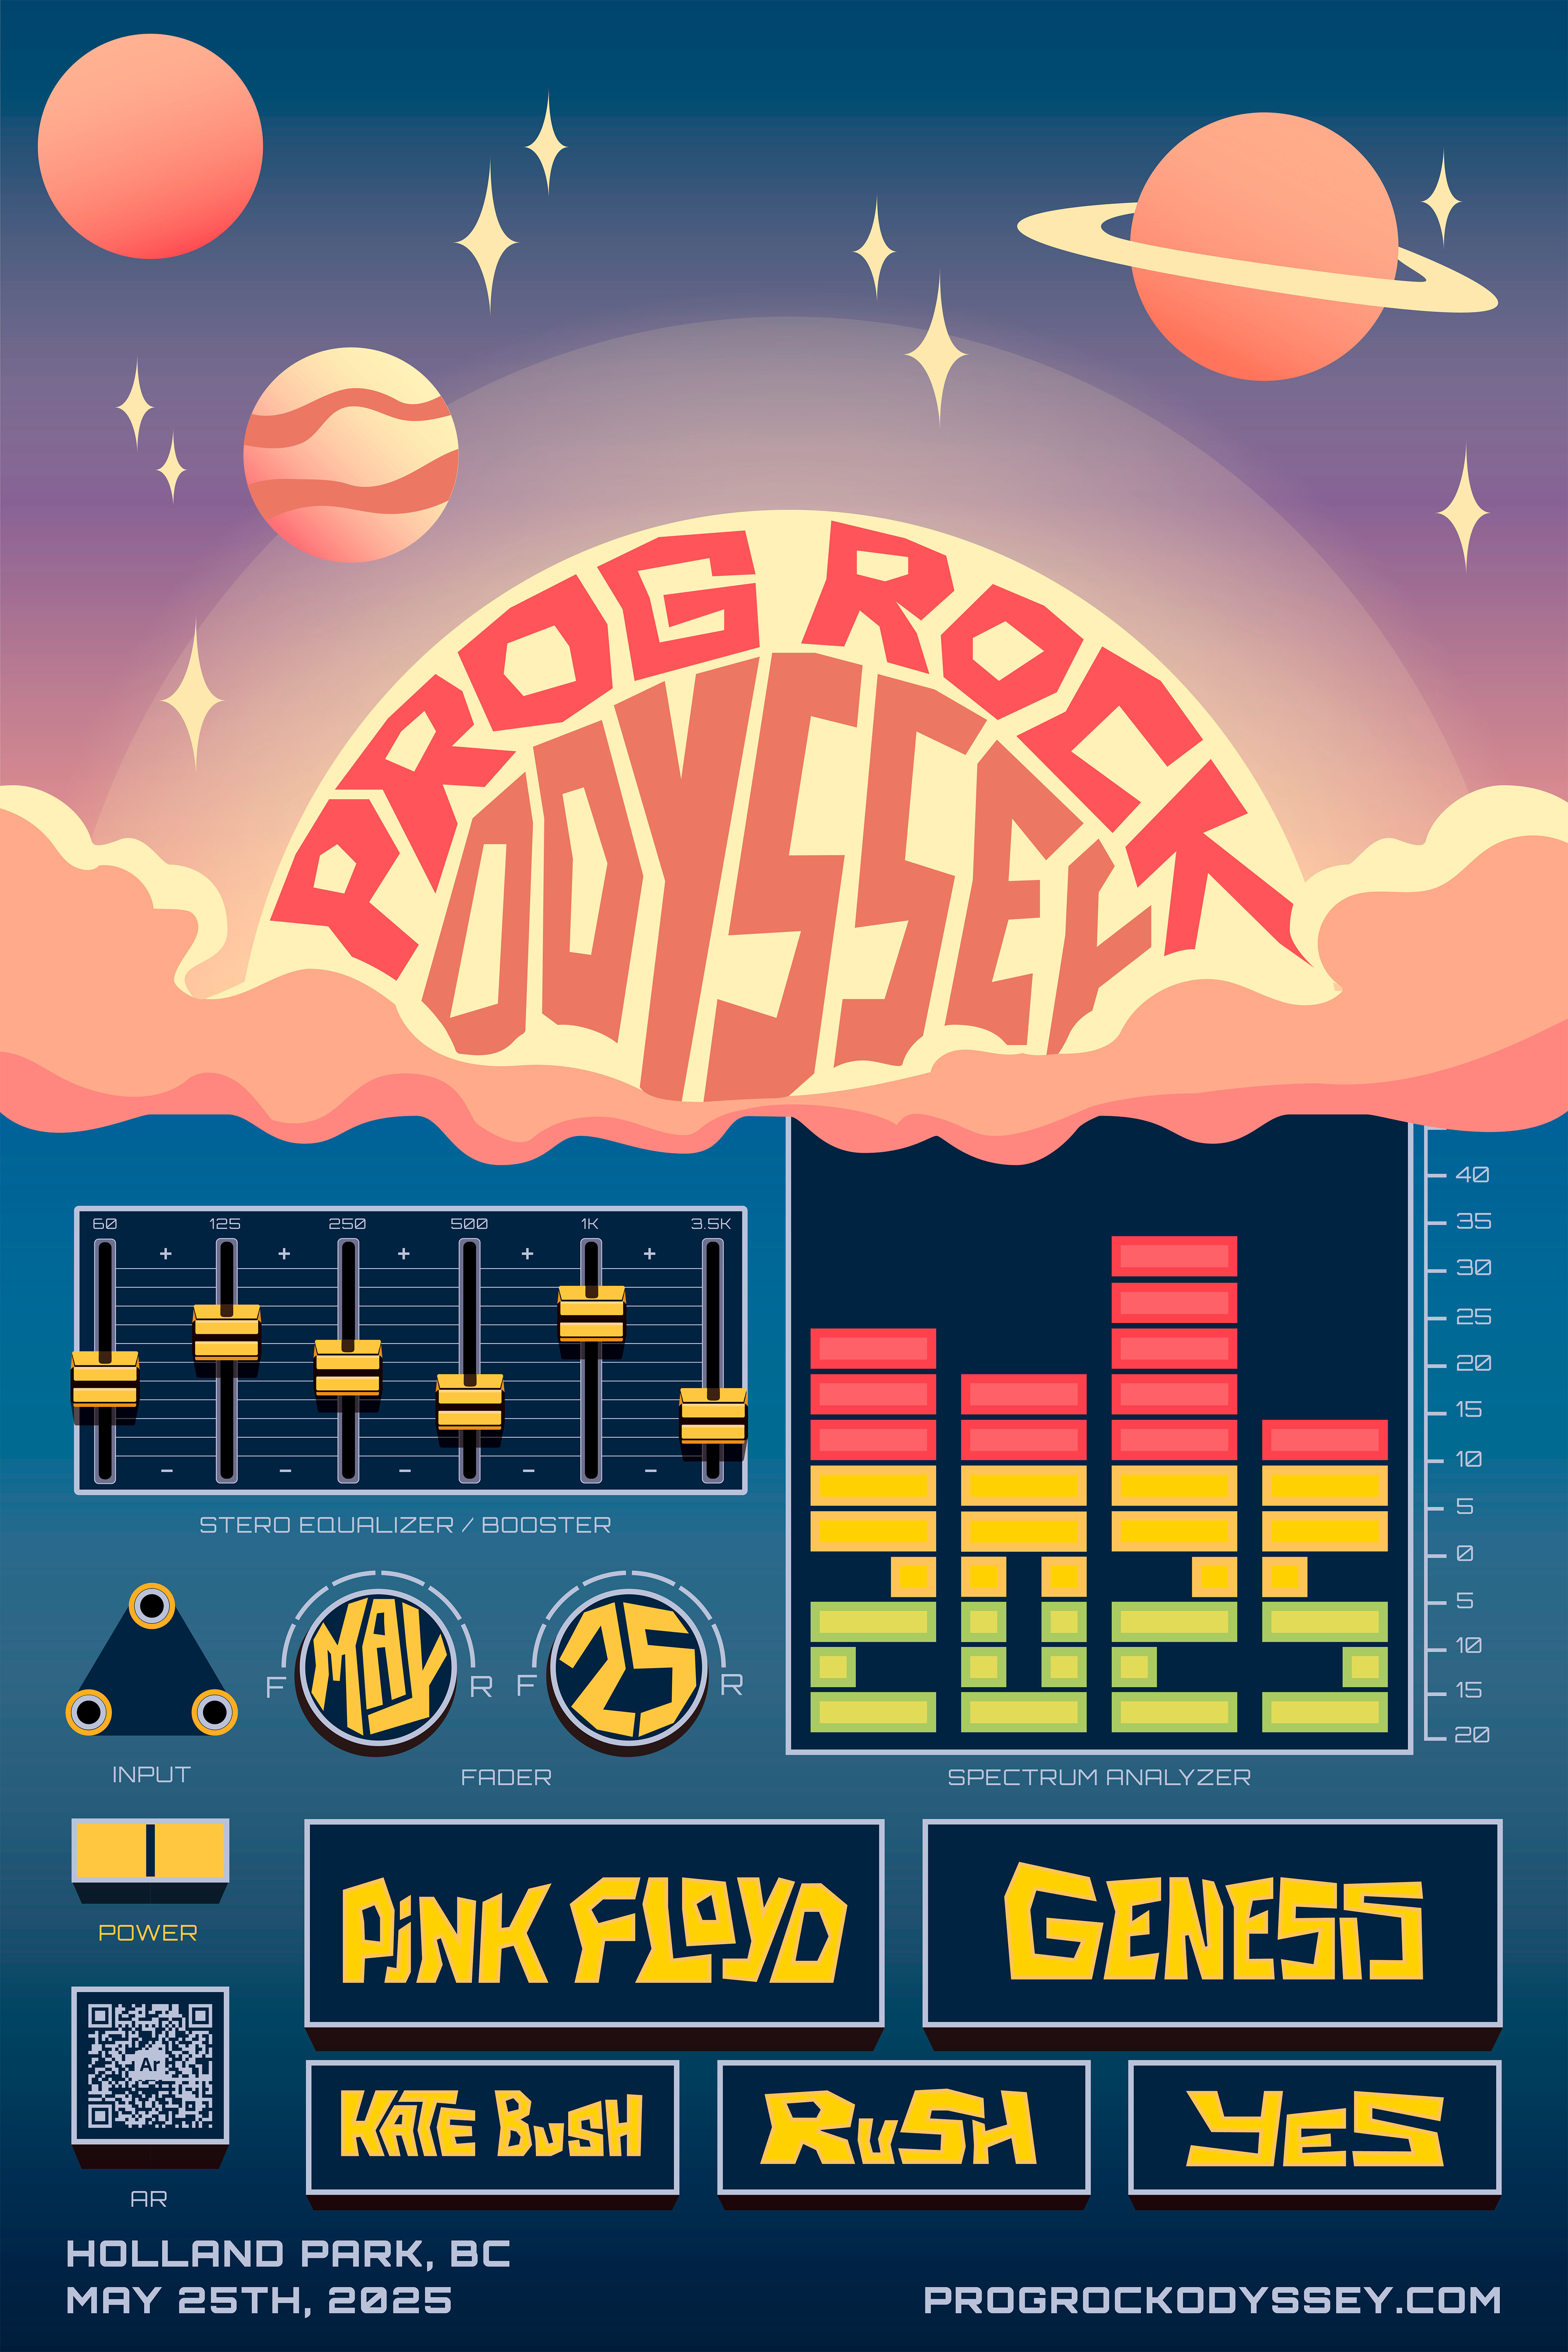 PROG ROCK
ODYSSEY
60 125 250 500 1K 3.5K
+ + + + +
- - - - -
STERO EQUALIZER / BOOSTER
40
35
30
25
20
15
10
5
0
5
10
15
20
2025
SPECTRUM ANALYZER
INPUT
F MAY R
F 25 R
FADER
POWER
PiNK FLOYD
GENESIS
Ar
AR
KATE BuSH
RuSH
YES
HOLLAND PARK, BC
MAY 25TH, 2025
PROGROCKODYSSEY.COM